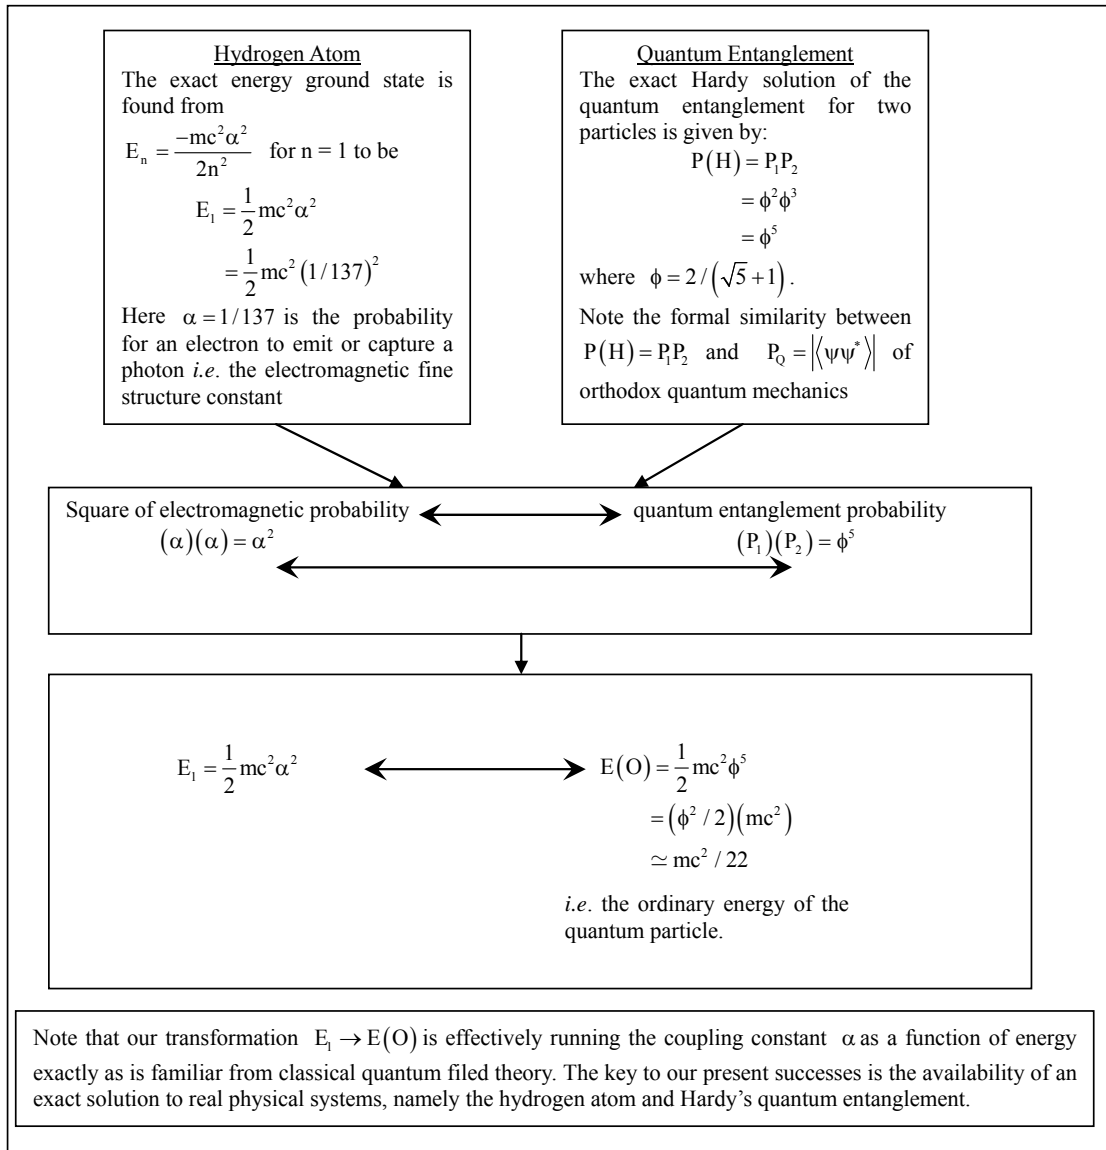 Hydrogen Atom
The exact energy ground state is
found from
E_n = −mc²α² / 2n² for n = 1 to be
E₁ = 1/2 mc²α²
= 1/2 mc² (1/137)²
Here α = 1/137 is the probability
for an electron to emit or capture a
photon i.e. the electromagnetic fine
structure constant
Quantum Entanglement
The exact Hardy solution of the
quantum entanglement for two
particles is given by:
P(H) = P₁P₂
= ϕ²ϕ³
= ϕ⁵
where ϕ = 2 / (√5 + 1) .
Note the formal similarity between
P(H) = P₁P₂ and P_Q = |⟨ψψ*⟩| of
orthodox quantum mechanics
Square of electromagnetic probability quantum entanglement probability
(α)(α) = α² (P₁)(P₂) = ϕ⁵
E₁ = 1/2 mc²α² E(O) = 1/2 mc²ϕ⁵
= (ϕ² / 2)(mc²)
≃ mc² / 22
i.e. the ordinary energy of the
quantum particle.
Note that our transformation E₁ → E(O) is effectively running the coupling constant α as a function of energy
exactly as is familiar from classical quantum filed theory. The key to our present successes is the availability of an
exact solution to real physical systems, namely the hydrogen atom and Hardy's quantum entanglement.